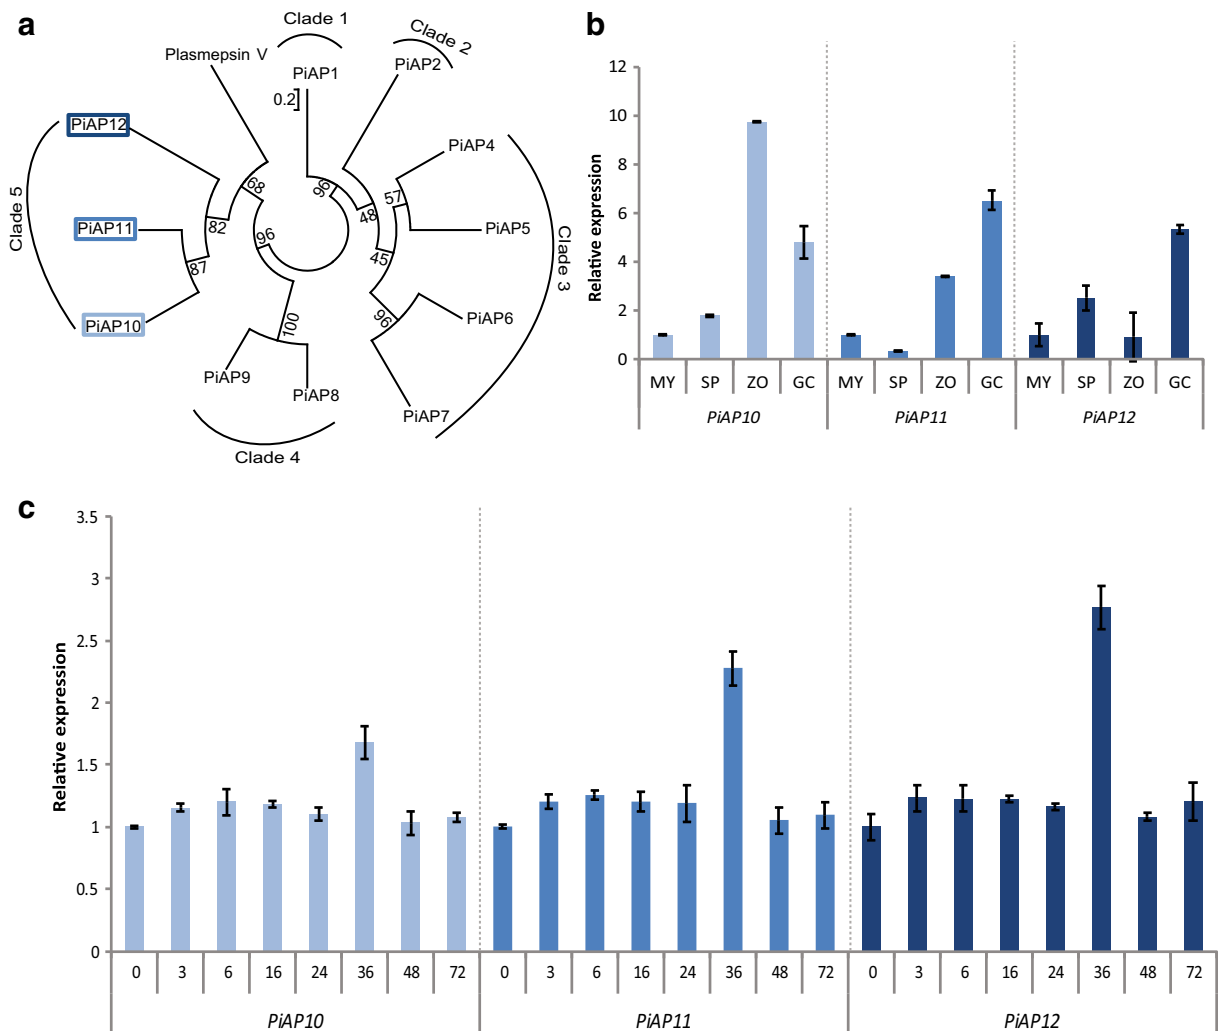 a
Clade 1
Clade 2
Plasmepsin V
PiAP1
PiAP2
0.2
PiAP12
PiAP4
57
96
68
48
Clade 5
PiAP11
82
96
PiAP5
Clade 3
87
45
PiAP10
100
96
PiAP6
PiAP9
PiAP8
PiAP7
Clade 4
b
Relative expression
12
10
8
6
4
2
0
MY SP ZO GC MY SP ZO GC MY SP ZO GC
PiAP10 PiAP11 PiAP12
c
Relative expression
3.5
3
2.5
2
1.5
1
0.5
0
0 3 6 16 24 36 48 72 0 3 6 16 24 36 48 72 0 3 6 16 24 36 48 72
PiAP10 PiAP11 PiAP12